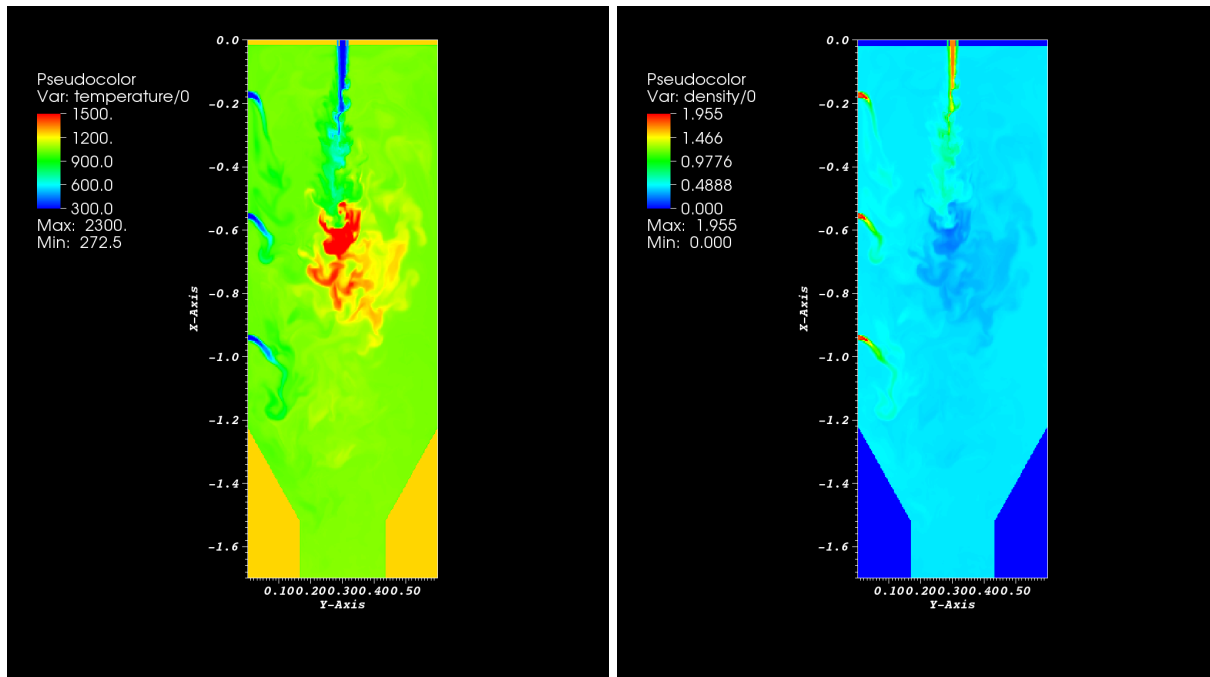 Pseudocolor
Var: temperature/0
1500.
1200.
900.0
600.0
300.0
Max: 2300.
Min: 272.5
0.0
-0.2
-0.4
-0.6
-0.8
-1.0
-1.2
-1.4
-1.6
X-Axis
0.100.200.300.400.50
Y-Axis
Pseudocolor
Var: density/0
1.955
1.466
0.9776
0.4888
0.000
Max: 1.955
Min: 0.000
0.0
-0.2
-0.4
-0.6
-0.8
-1.0
-1.2
-1.4
-1.6
X-Axis
0.100.200.300.400.50
Y-Axis